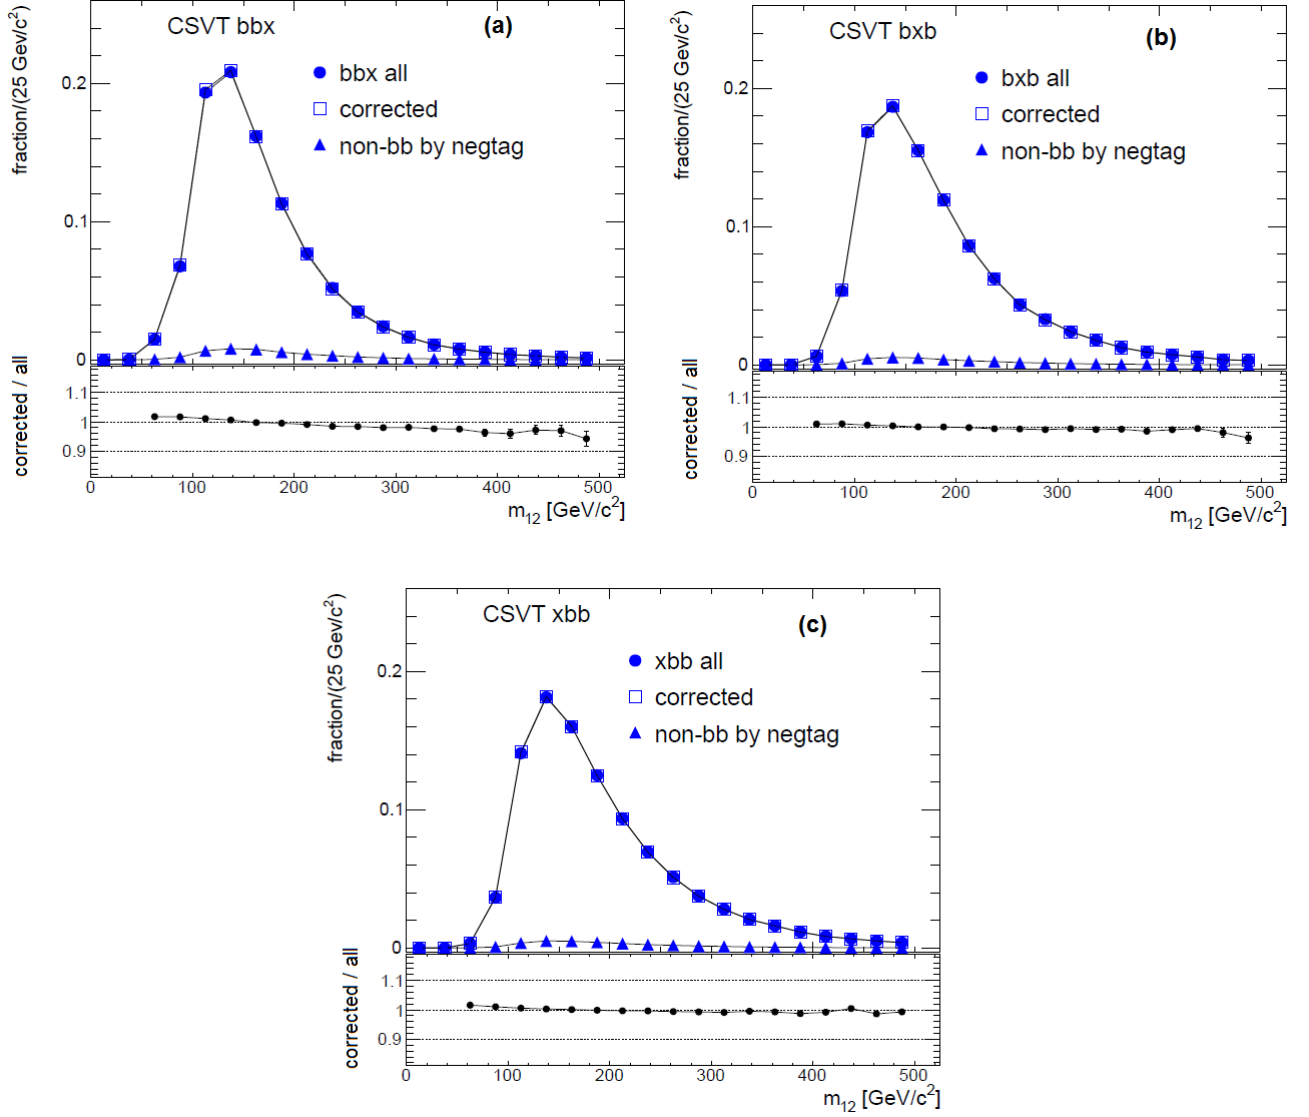 CSVT bbx
(a)
bbx all
corrected
non-bb by negtag
fraction/(25 Gev/c²)
0.2
0.1
0
corrected / all
1.1
1
0.9
0 100 200 300 400 500
m₁₂ [GeV/c²]
CSVT bxb
(b)
bxb all
corrected
non-bb by negtag
fraction/(25 Gev/c²)
0.2
0.1
0
corrected / all
1.1
1
0.9
0 100 200 300 400 500
m₁₂ [GeV/c²]
CSVT xbb
(c)
xbb all
corrected
non-bb by negtag
fraction/(25 Gev/c²)
0.2
0.1
0
corrected / all
1.1
1
0.9
0 100 200 300 400 500
m₁₂ [GeV/c²]